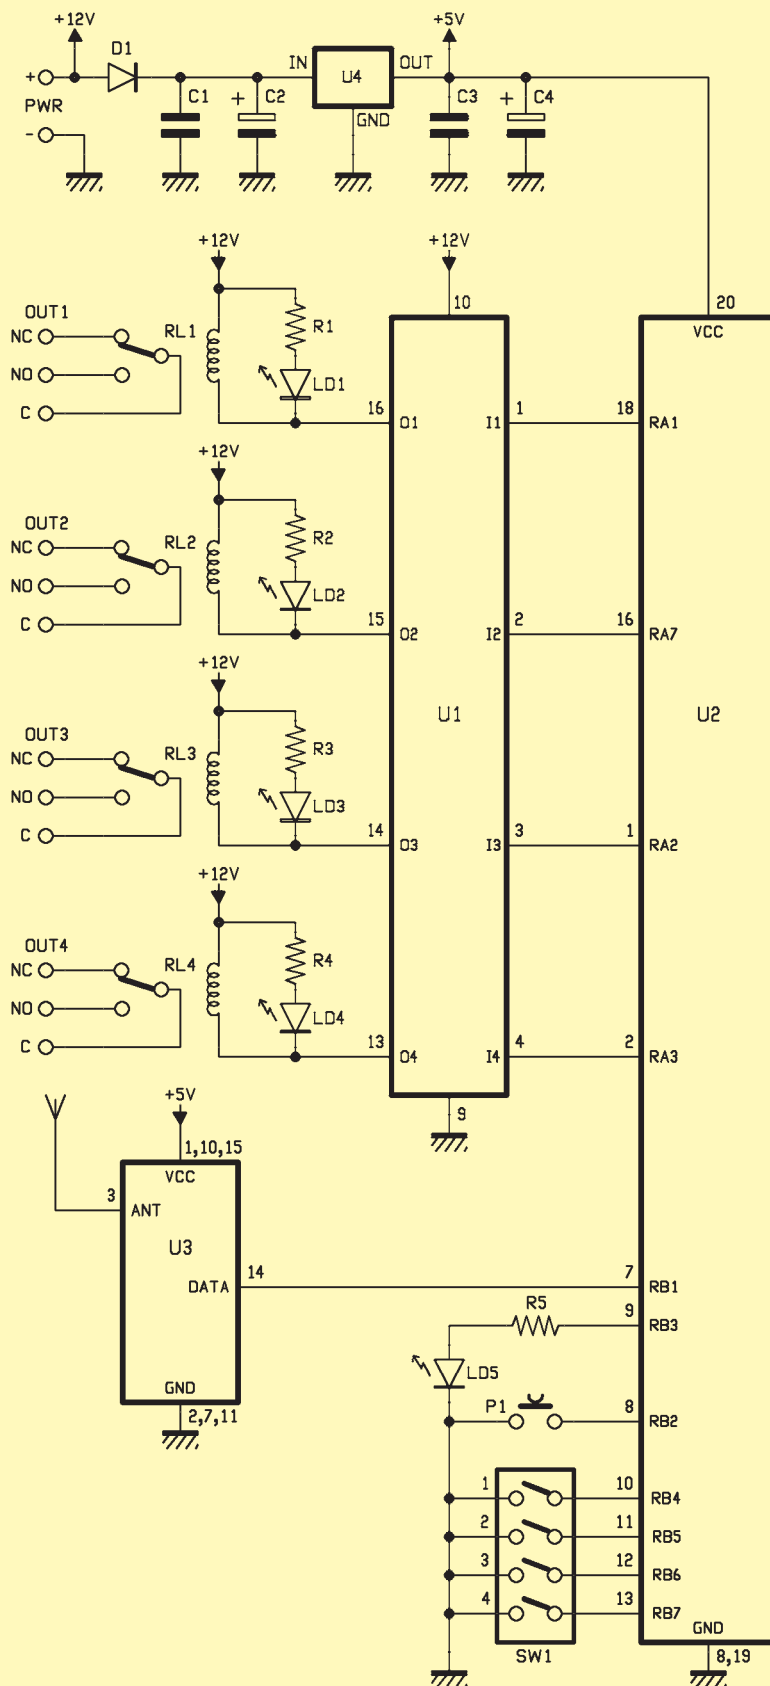 +12V
D1
+5V
IN
U4
OUT
+
PWR
C1
+
C2
GND
C3
+
C4
-
+12V
+12V
10
20
VCC
OUT1
NC
RL1
R1
NO
LD1
C
16
O1
I1
1
18
RA1
+12V
OUT2
NC
RL2
R2
NO
LD2
C
15
O2
I2
2
16
RA7
+12V
U1
U2
OUT3
NC
RL3
R3
NO
LD3
C
14
O3
I3
3
1
RA2
+12V
OUT4
NC
RL4
R4
NO
LD4
C
13
O4
I4
4
2
RA3
9
+5V
1,10,15
VCC
3
ANT
U3
DATA
14
7
RB1
R5
9
RB3
LD5
GND
2,7,11
P1
8
RB2
1
10
RB4
2
11
RB5
3
12
RB6
4
13
RB7
GND
SW1
8,19